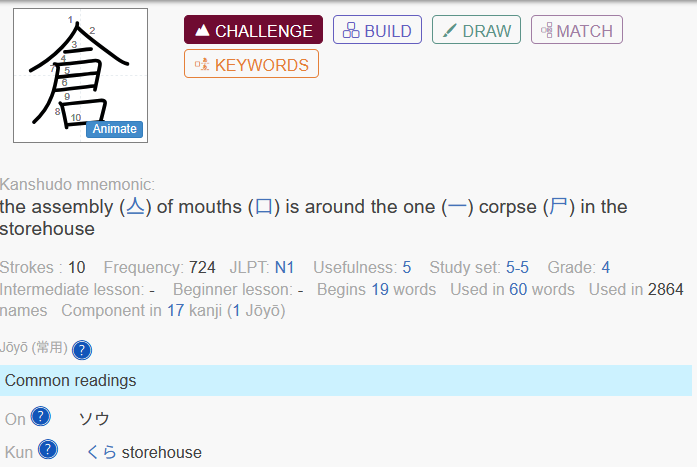 倉
1
2
3
4
5
6
7
8
9
10
Animate
CHALLENGE
BUILD
DRAW
MATCH
KEYWORDS
Kanshudo mnemonic:
the assembly (亼) of mouths (口) is around the one (一) corpse (尸) in the
storehouse
Strokes : 10 Frequency: 724 JLPT: N1 Usefulness: 5 Study set: 5-5 Grade: 4
Intermediate lesson: - Beginner lesson: - Begins 19 words Used in 60 words Used in 2864
names Component in 17 kanji (1 Jōyō)
Jōyō (常用) ?
Common readings
On ? ソウ
Kun ? くら storehouse